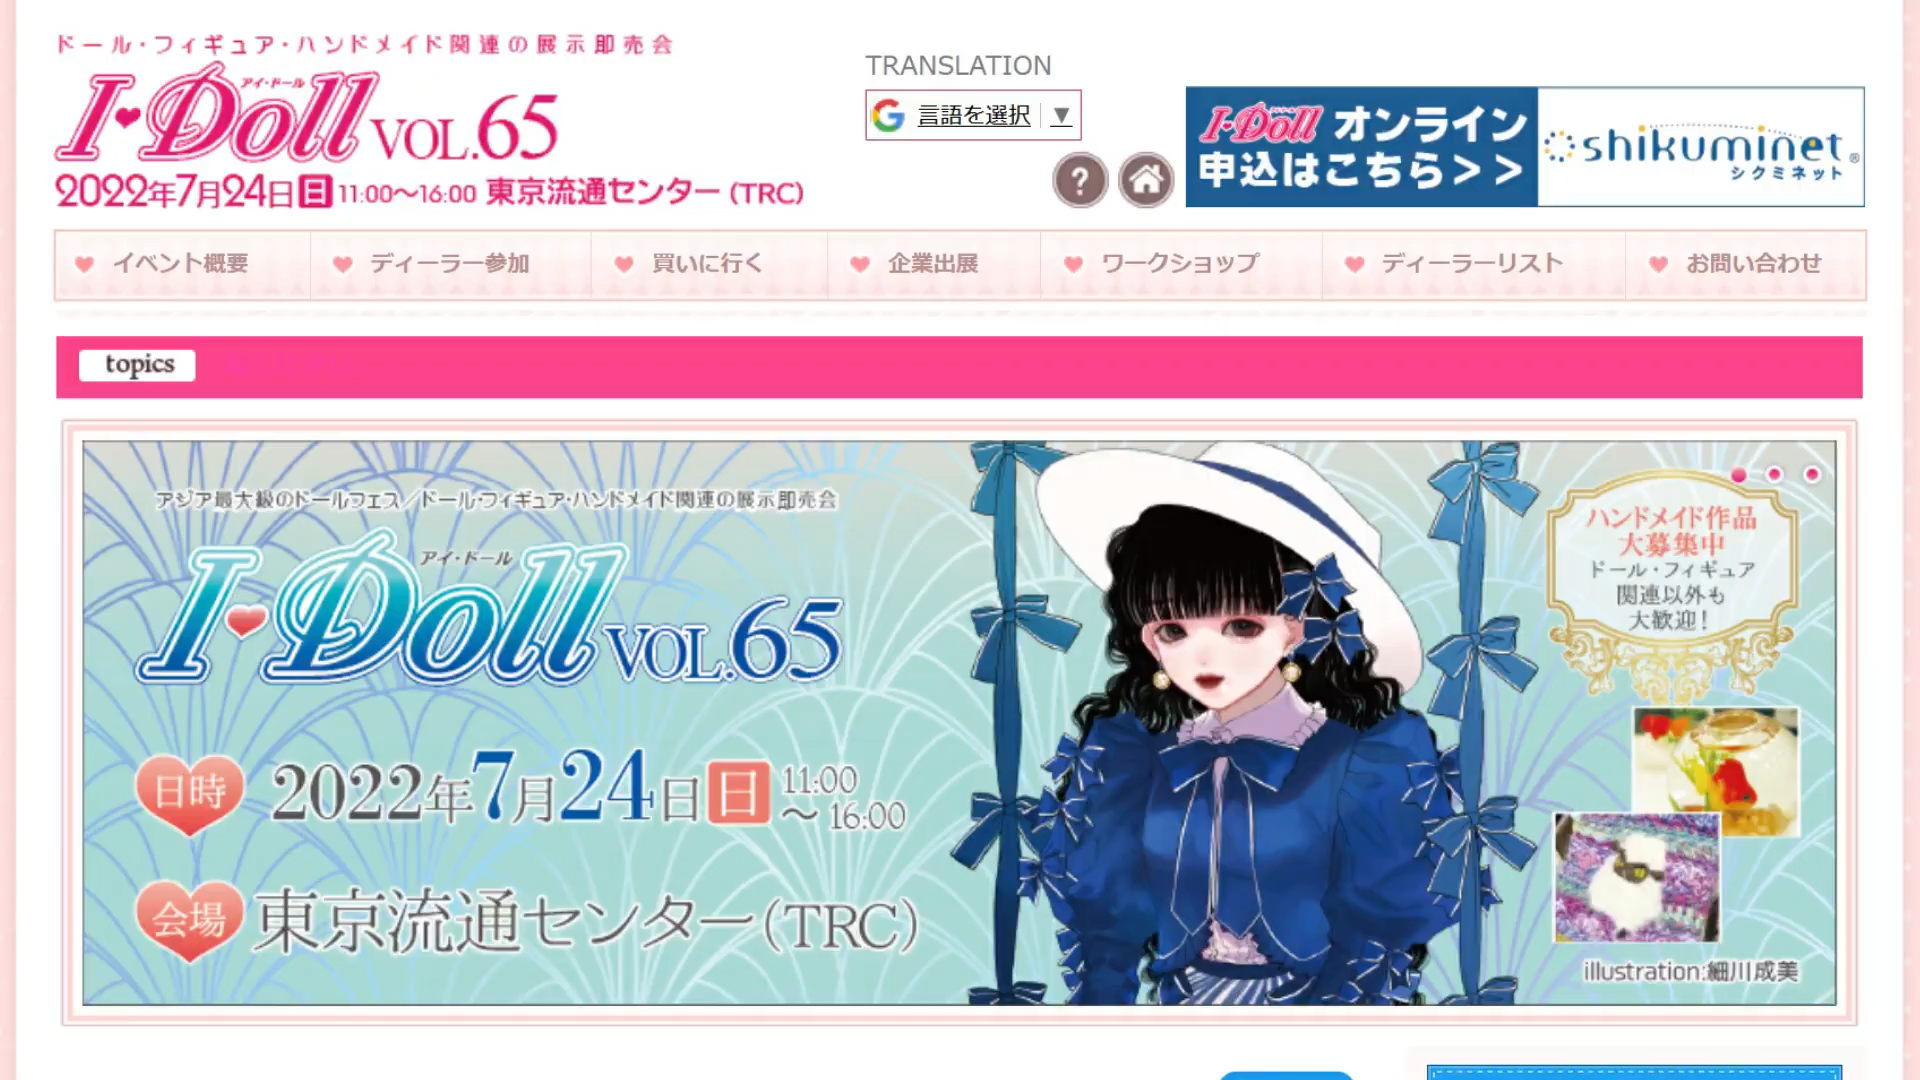 ドール・フィギュア・ハンドメイド関連の展示即売会
アイ・ドール
I・Doll VOL.65
2022年7月24日日11:00〜16:00 東京流通センター (TRC)
TRANSLATION
言語を選択 ▼
?
I・Doll オンライン
申込はこちら>>
shikuminet®
シクミネット
イベント概要 ディーラー参加 買いに行く 企業出展 ワークショップ ディーラーリスト お問い合わせ
topics
アジア最大級のドールフェス／ドール・フィギュア・ハンドメイド関連の展示即売会
アイ・ドール
I・Doll VOL.65
日時 2022年7月24日日 11:00
〜16:00
会場 東京流通センター(TRC)
ハンドメイド作品
大募集中
ドール・フィギュア
関連以外も
大歓迎!
illustration:細川成美